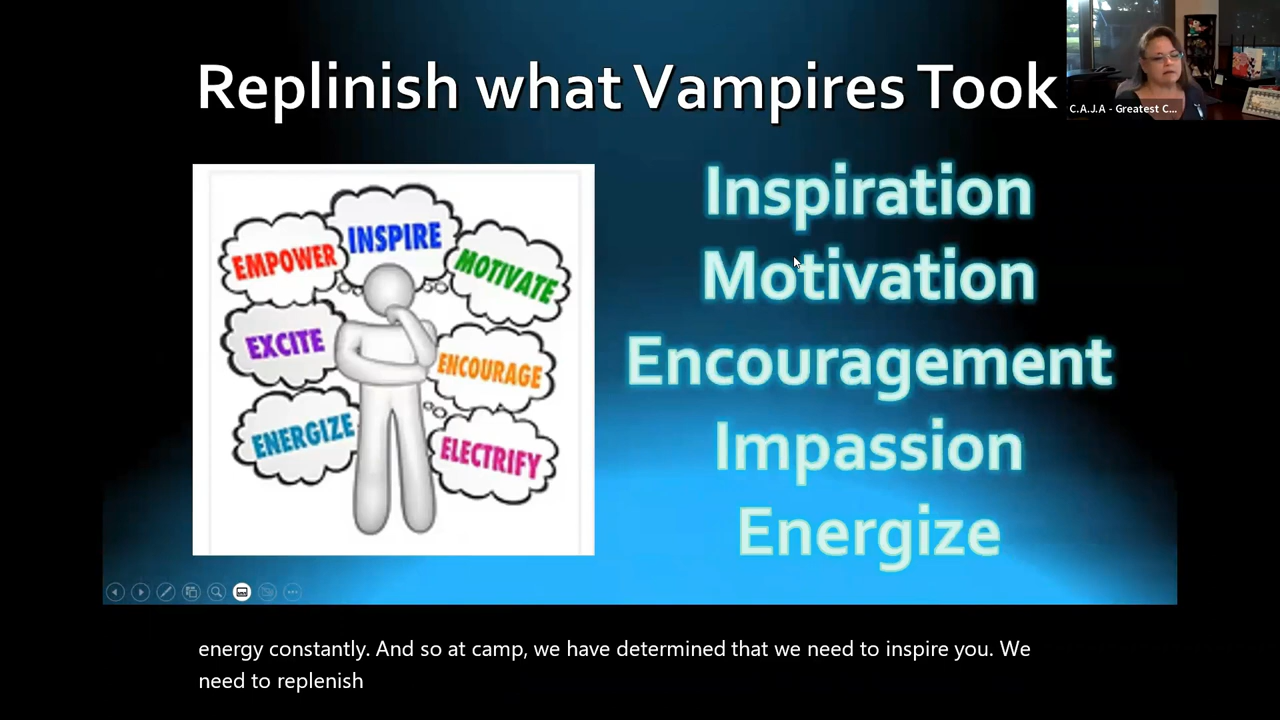 Replinish what Vampires Took
C.A.J.A - Greatest C...
EMPOWER
INSPIRE
MOTIVATE
EXCITE
ENCOURAGE
ENERGIZE
ELECTRIFY
Inspiration
Motivation
Encouragement
Impassion
Energize
energy constantly. And so at camp, we have determined that we need to inspire you. We
need to replenish